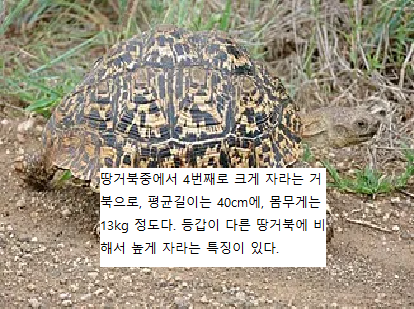 땅거북중에서 4번째로 크게 자라는 거
북으로, 평균길이는 40cm에, 몸무게는
13kg 정도다. 등갑이 다른 땅거북에 비
해서 높게 자라는 특징이 있다.